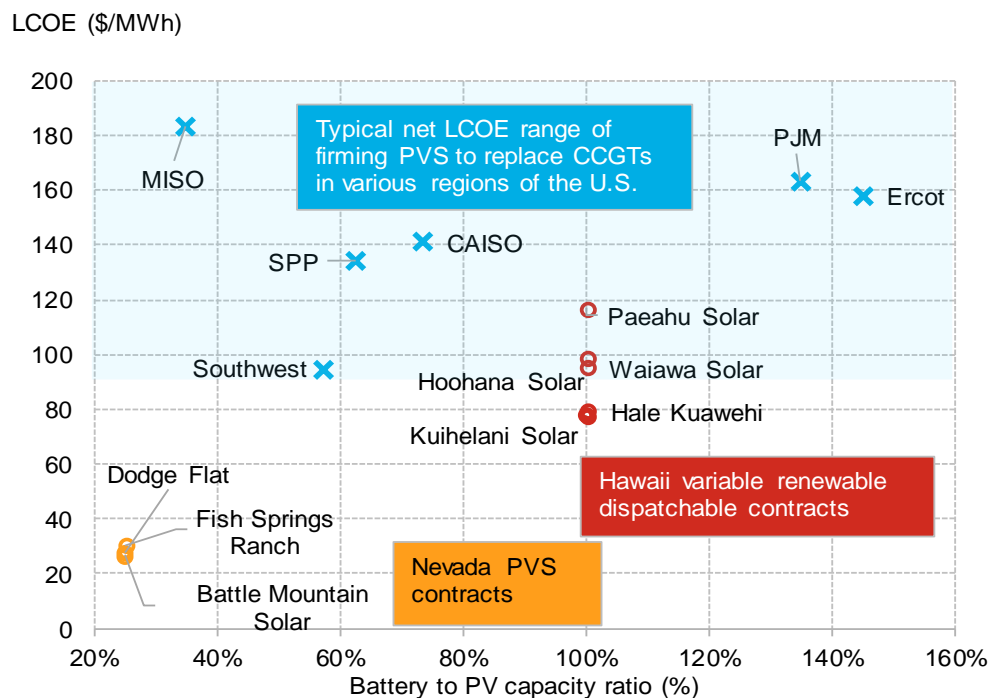 LCOE ($/MWh)
200
180
160
140
120
100
80
60
40
20
0
Typical net LCOE range of
firming PVS to replace CCGTs
in various regions of the U.S.
MISO
PJM
Ercot
SPP
CAISO
Southwest
Paeahu Solar
Waiawa Solar
Hoohana Solar
Hale Kuawehi
Kuihelani Solar
Hawaii variable renewable
dispatchable contracts
Dodge Flat
Fish Springs
Ranch
Battle Mountain
Solar
Nevada PVS
contracts
20%
40%
60%
80%
100%
120%
140%
160%
Battery to PV capacity ratio (%)